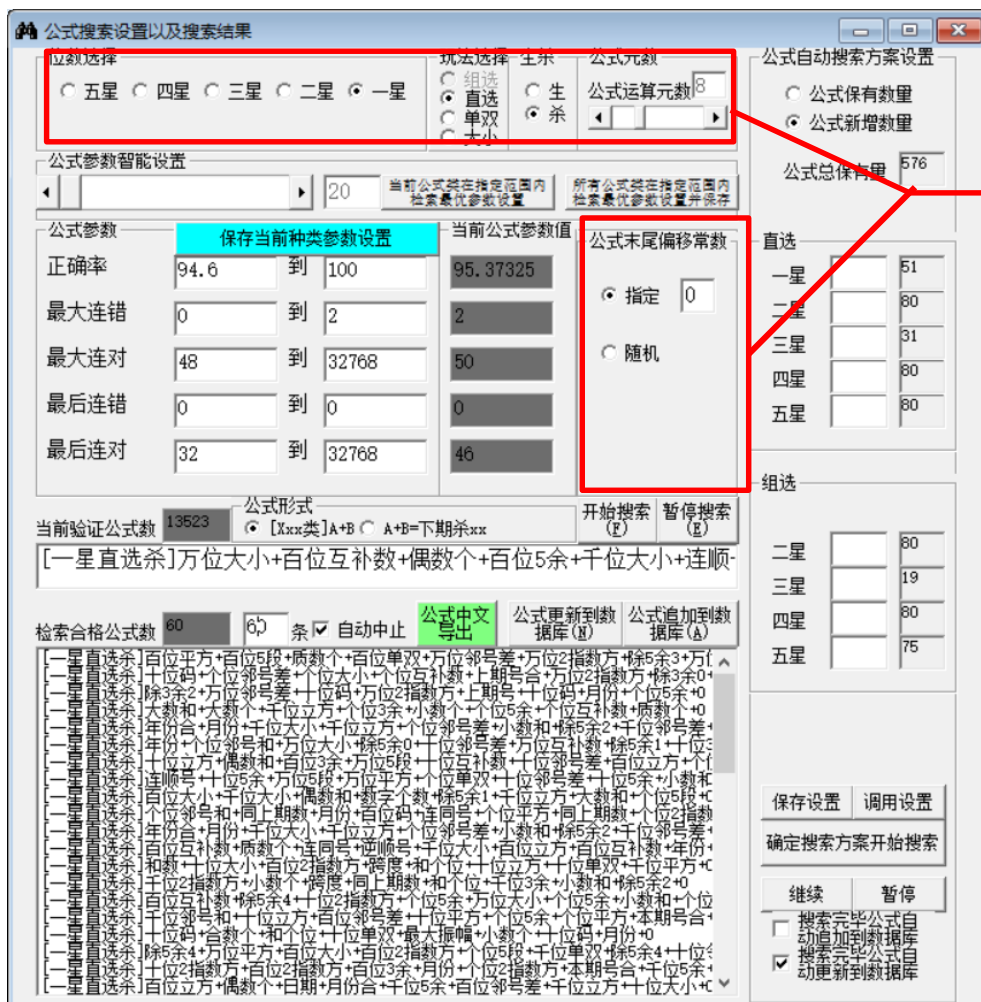 公式搜索设置以及搜索结果
位数选择
五星 四星 三星 二星 一星
玩法选择
组选
直选
单双
大小
生杀
生
杀
公式元数
公式运算元数 8
公式自动搜索方案设置
公式保有数量
公式新增数量
公式总保有量 576
公式参数智能设置
20
当前公式类在指定范围内
检索最优参数设置
所有公式类在指定范围内
检索最优参数设置并保存
公式参数
保存当前种类参数设置
当前公式参数值
正确率 94.6 到 100 95.37325
最大连错 0 到 2 2
最大连对 48 到 32768 50
最后连错 0 到 0 0
最后连对 32 到 32768 46
公式末尾偏移常数
指定 0
随机
直选
一星 51
二星 80
三星 31
四星 80
五星 80
组选
二星 80
三星 19
四星 80
五星 75
当前验证公式数 13523
公式形式
[Xxx类]A+B A+B=下期杀xx
开始搜索
(F)
暂停搜索
(E)
[一星直选杀]万位大小+百位互补数+偶数个+百位5余+千位大小+连顺-
检索合格公式数 60
条 自动中止
公式中文
导出
公式更新到数
据库(N)
公式追加到数
据库(A)
[一星直选杀]百位平方+百位5段+质数个+百位单双+万位邻号差+万位2指数方+除5余3+万位
[一星直选杀]十位码+个位邻号差+个位大小+个位互补数+上期号合+万位2指数方+除3余0+
[一星直选杀]除3余2+万位邻号差+十位码+万位2指数方+上期号+十位码+月份+个位5余+0
[一星直选杀]大数和+大数个+千位立方+个位3余+小数个+个位5余+个位互补数+质数个+0
[一星直选杀]年份合+月份+千位大小+千位立方+个位邻号差+小数和+除5余2+千位邻号差+
[一星直选杀]年份+个位邻号和+万位大小+除5余0+十位邻号差+万位互补数+除5余1+十位3
[一星直选杀]十位立方+偶数和+百位3余+万位5段+十位互补数+十位邻号差+百位立方+个
[一星直选杀]连顺号+十位5余+万位5段+万位平方+个位单双+十位邻号差+十位5余+小数和
[一星直选杀]百位大小+千位大小+偶数和+数字个数+除5余1+千位立方+大数和+个位5段+0
[一星直选杀]个位邻号和+同上期数+月份+百位码+连同号+个位平方+同上期数+个位2指数
[一星直选杀]年份合+月份+千位大小+千位立方+个位邻号差+小数和+除5余2+千位邻号差+
[一星直选杀]百位互补数+质数个+连同号+逆顺号+千位大小+百位立方+百位互补数+年份+
[一星直选杀]和数+十位大小+百位2指数方+跨度+和个位+十位立方+十位单双+千位平方+0
[一星直选杀]千位2指数方+小数个+跨度+同上期数+和个位+千位3余+小数和+除5余2+0
[一星直选杀]百位互补数+除5余4+十位2指数方+个位5余+万位大小+个位5余+小数和+个位
[一星直选杀]千位邻号和+十位立方+百位邻号差+十位平方+个位5余+个位平方+本期号合+
[一星直选杀]十位码+合数个+和个位+十位单双+最大振幅+小数个+十位码+月份+0
[一星直选杀]除5余4+万位平方+百位大小+百位2指数方+个位5段+千位单双+除5余4+十位
[一星直选杀]十位2指数方+百位2指数方+百位3余+月份+个位2指数方+本期号合+千位5余+
[一星直选杀]百位立方+偶数个+日期+月份合+千位5余+百位邻号差+十位立方+千位大小+0
保存设置 调用设置
确定搜索方案开始搜索
继续 暂停
搜索完毕公式自
动追加到数据库
搜索完毕公式自
动更新到数据库